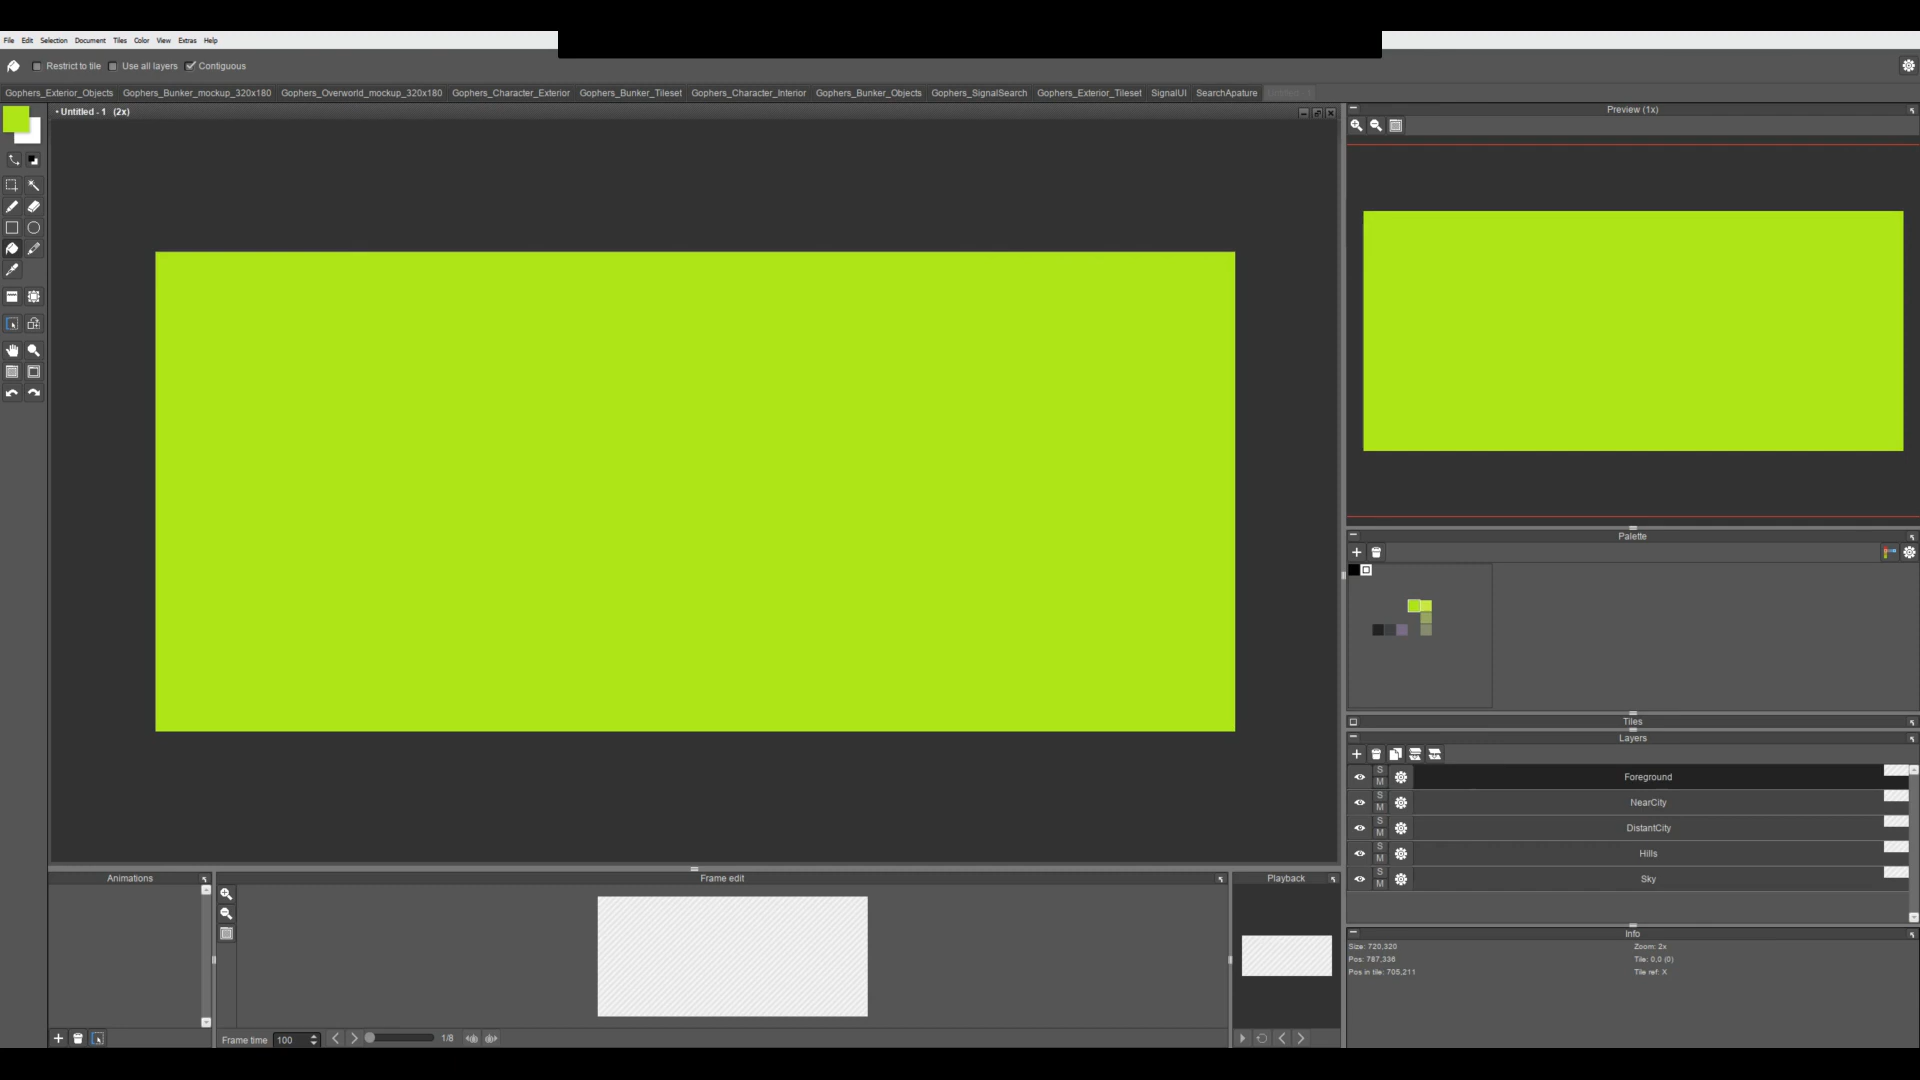 File Edit Selection Document Tiles Color View Extras Help
Restrict to tile Use all layers Contiguous
Gophers_Exterior_Objects Gophers_Bunker_mockup_320x180 Gophers_Overworld_mockup_320x180 Gophers_Character_Exterior Gophers_Bunker_Tileset Gophers_Character_Interior Gophers_Bunker_Objects Gophers_SignalSearch Gophers_Exterior_Tileset SignalUI SearchApature
• Untitled - 1 (2x)
Preview (1x)
Palette
Tiles
Layers
S
M
Foreground
S
M
NearCity
S
M
DistantCity
S
M
Hills
S
M
Sky
Info
Size: 720,320
Zoom: 2x
Pos: 787,336
Tile: 0,0 (0)
Pos in tile: 705,211
Tile ref: X
Animations
Frame edit
Playback
Frame time 100
1/8